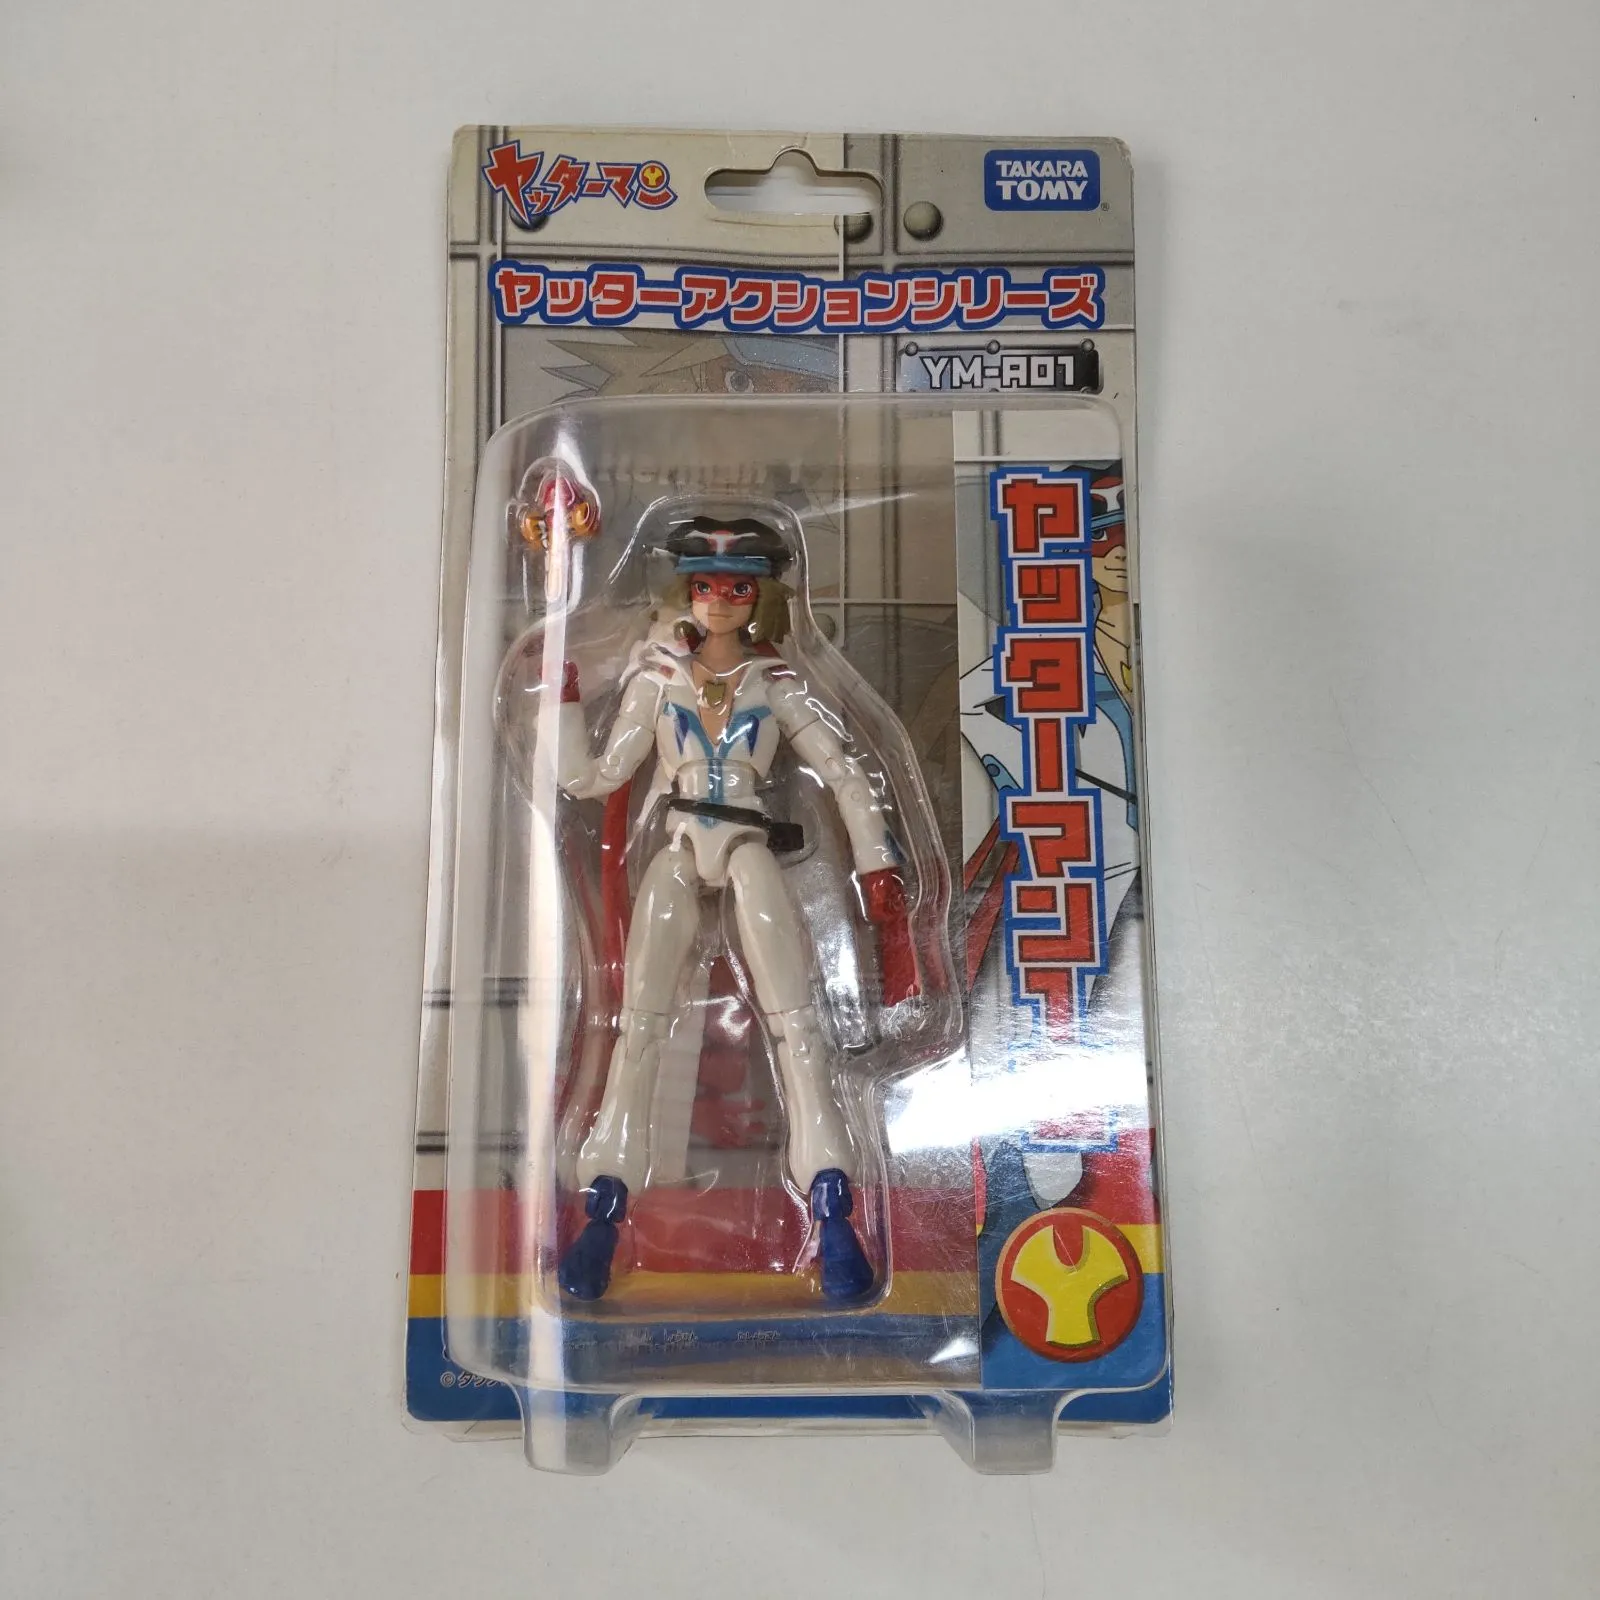 ヤッターマン
TAKARA
TOMY
ヤッターアクションシリーズ
YM-A01
ヤッターマン1号